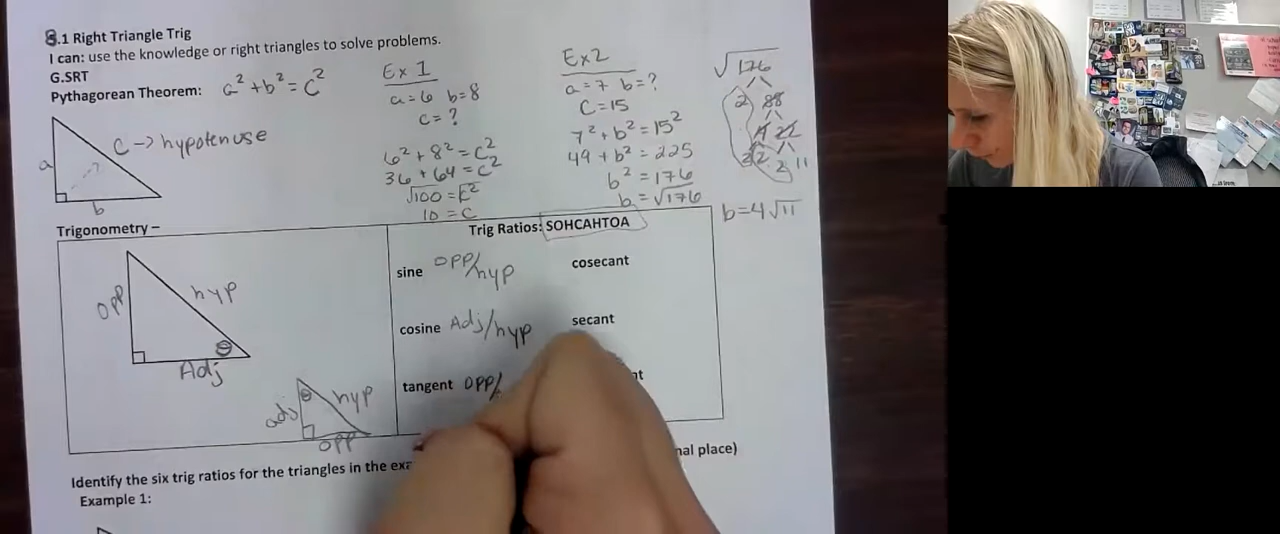 8.1 Right Triangle Trig
I can: use the knowledge or right triangles to solve problems.
G.SRT
Pythagorean Theorem: a² + b² = c²
a
c → hypotenuse
b
Ex 1
a = 6 b = 8
c = ?
6² + 8² = c²
36 + 64 = c²
√100 = √c²
10 = c
Ex 2
a = 7 b = ?
c = 15
7² + b² = 15²
49 + b² = 225
b² = 176
b = √176
√176
2 88
4 22
2 2 2 11
b = 4√11
Trigonometry –
opp
hyp
θ
Adj
adj
θ
hyp
opp
Trig Ratios: SOHCAHTOA
sine opp/hyp
cosecant
cosine Adj/hyp
secant
tangent opp/
Identify the six trig ratios for the triangles in the
place)
Example 1: